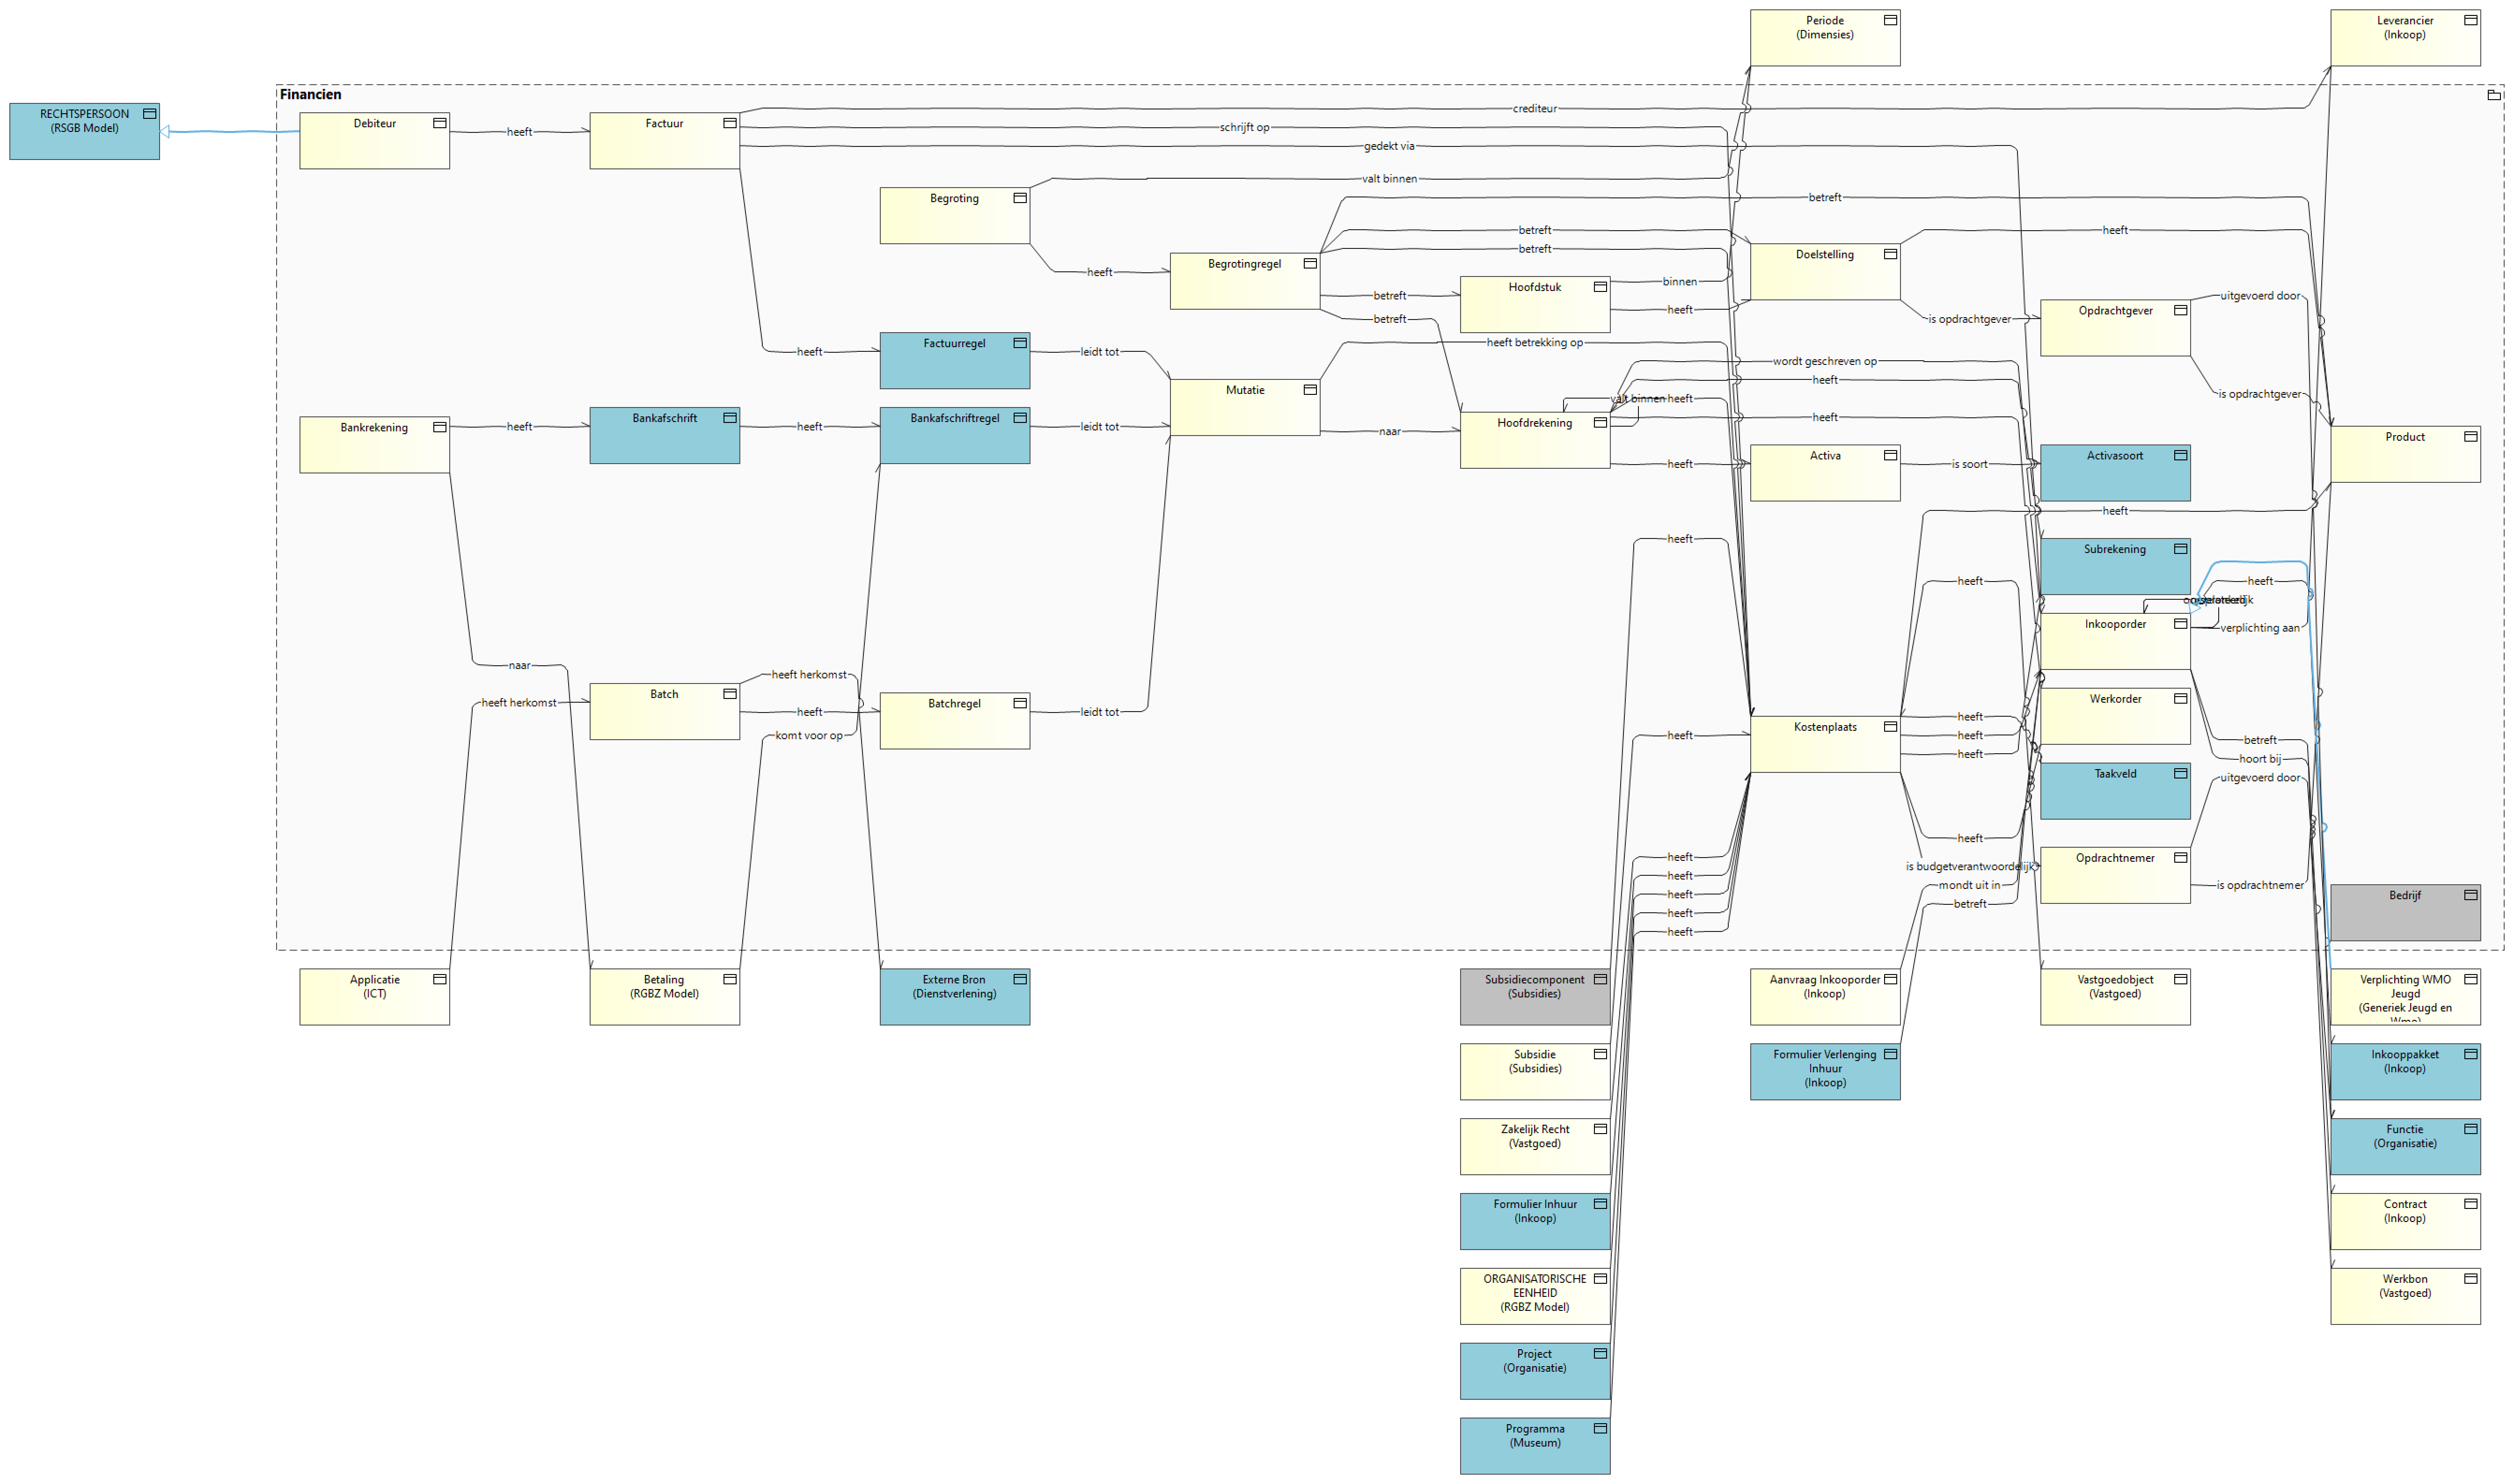 Periode
(Dimensies)
Leverancier
(Inkoop)
Financien
RECHTSPERSOON
(RSGB Model)
Debiteur
heeft
Factuur
crediteur
schrijft op
gedekt via
valt binnen
Begroting
heeft
betreft
betreft
betreft
Begrotingregel
betreft
betreft
Hoofdstuk
binnen
heeft
Doelstelling
heeft
is opdrachtgever
Opdrachtgever
uitgevoerd door
is opdrachtgever
heeft
Factuurregel
leidt tot
Mutatie
heeft betrekking op
naar
wordt geschreven op
heeft
valt binnen
heeft
heeft
Hoofdrekening
heeft
Activa
is soort
Activasoort
Product
Bankrekening
heeft
Bankafschrift
heeft
Bankafschriftregel
leidt tot
heeft
heeft
Subrekening
heeft
heeft
Inkooporder
verplichting aan
naar
heeft herkomst
Batch
heeft herkomst
heeft
komt voor op
Batchregel
leidt tot
heeft
Kostenplaats
heeft
heeft
heeft
Werkorder
betreft
hoort bij
uitgevoerd door
Taakveld
heeft
heeft
heeft
heeft
heeft
heeft
is budgetverantwoordelijk
mondt uit in
betreft
Opdrachtnemer
is opdrachtnemer
Bedrijf
Applicatie
(ICT)
Betaling
(RGBZ Model)
Externe Bron
(Dienstverlening)
Subsidiecomponent
(Subsidies)
Aanvraag Inkooporder
(Inkoop)
Vastgoedobject
(Vastgoed)
Verplichting WMO
Jeugd
(Generiek Jeugd en
Wmo)
Subsidie
(Subsidies)
Formulier Verlenging
Inhuur
(Inkoop)
Inkooppakket
(Inkoop)
Zakelijk Recht
(Vastgoed)
Functie
(Organisatie)
Formulier Inhuur
(Inkoop)
Contract
(Inkoop)
ORGANISATORISCHE
EENHEID
(RGBZ Model)
Werkbon
(Vastgoed)
Project
(Organisatie)
Programma
(Museum)